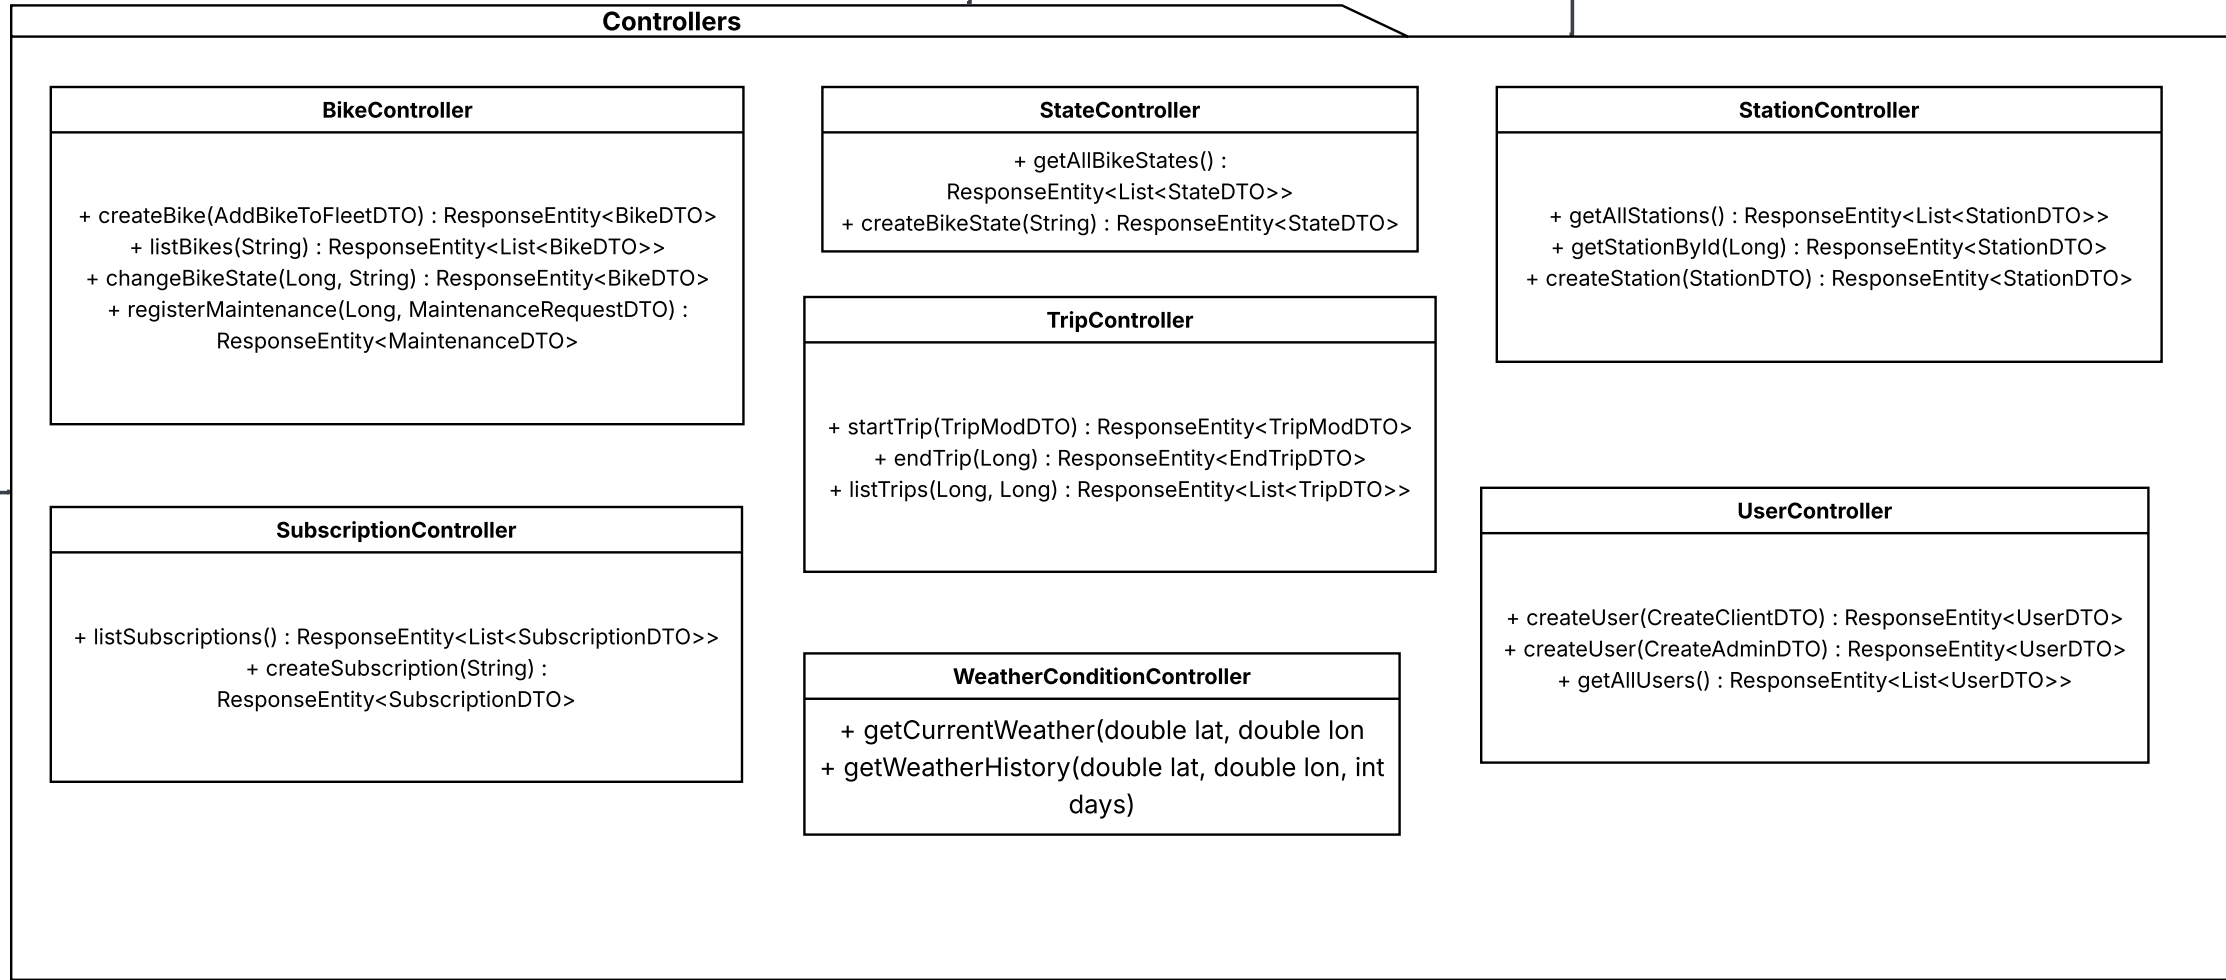 Controllers
BikeController
+ createBike(AddBikeToFleetDTO) : ResponseEntity<BikeDTO>
+ listBikes(String) : ResponseEntity<List<BikeDTO>>
+ changeBikeState(Long, String) : ResponseEntity<BikeDTO>
+ registerMaintenance(Long, MaintenanceRequestDTO) :
ResponseEntity<MaintenanceDTO>
StateController
+ getAllBikeStates() :
ResponseEntity<List<StateDTO>>
+ createBikeState(String) : ResponseEntity<StateDTO>
StationController
+ getAllStations() : ResponseEntity<List<StationDTO>>
+ getStationById(Long) : ResponseEntity<StationDTO>
+ createStation(StationDTO) : ResponseEntity<StationDTO>
TripController
+ startTrip(TripModDTO) : ResponseEntity<TripModDTO>
+ endTrip(Long) : ResponseEntity<EndTripDTO>
+ listTrips(Long, Long) : ResponseEntity<List<TripDTO>>
SubscriptionController
+ listSubscriptions() : ResponseEntity<List<SubscriptionDTO>>
+ createSubscription(String) :
ResponseEntity<SubscriptionDTO>
UserController
+ createUser(CreateClientDTO) : ResponseEntity<UserDTO>
+ createUser(CreateAdminDTO) : ResponseEntity<UserDTO>
+ getAllUsers() : ResponseEntity<List<UserDTO>>
WeatherConditionController
+ getCurrentWeather(double lat, double lon
+ getWeatherHistory(double lat, double lon, int
days)